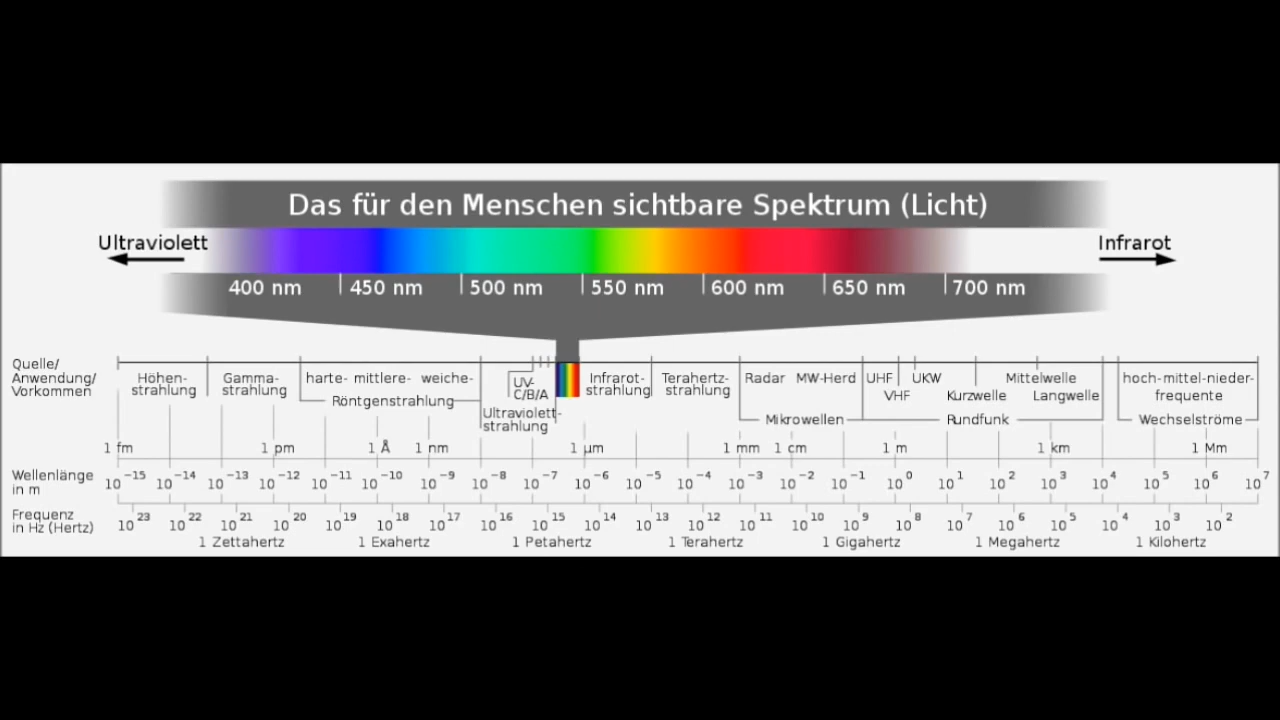 Das für den Menschen sichtbare Spektrum (Licht)
Ultraviolett
Infrarot
400 nm 450 nm 500 nm 550 nm 600 nm 650 nm 700 nm
Quelle/
Anwendung/
Vorkommen
Höhen-
strahlung
Gamma-
strahlung
harte- mittlere- weiche-
Röntgenstrahlung
UV-
C/B/A
Ultraviolett-
strahlung
Infrarot-
strahlung
Terahertz-
strahlung
Radar MW-Herd
Mikrowellen
UHF UKW Mittelwelle
VHF Kurzwelle Langwelle
Rundfunk
hoch-mittel-nieder-
frequente
Wechselströme
1 fm 1 pm 1 Å 1 nm 1 µm 1 mm 1 cm 1 m 1 km 1 Mm
Wellenlänge
in m
10⁻¹⁵ 10⁻¹⁴ 10⁻¹³ 10⁻¹² 10⁻¹¹ 10⁻¹⁰ 10⁻⁹ 10⁻⁸ 10⁻⁷ 10⁻⁶ 10⁻⁵ 10⁻⁴ 10⁻³ 10⁻² 10⁻¹ 10⁰ 10¹ 10² 10³ 10⁴ 10⁵ 10⁶ 10⁷
Frequenz
in Hz (Hertz)
10²³ 10²² 10²¹ 10²⁰ 10¹⁹ 10¹⁸ 10¹⁷ 10¹⁶ 10¹⁵ 10¹⁴ 10¹³ 10¹² 10¹¹ 10¹⁰ 10⁹ 10⁸ 10⁷ 10⁶ 10⁵ 10⁴ 10³ 10²
1 Zettahertz 1 Exahertz 1 Petahertz 1 Terahertz 1 Gigahertz 1 Megahertz 1 Kilohertz